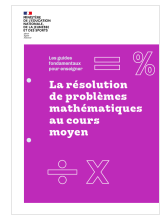 MINISTÈRE
DE L'ÉDUCATION
NATIONALE,
DE LA JEUNESSE
ET DES SPORTS
Les guides
fondamentaux
pour enseigner
= %
La résolution
de problèmes
mathématiques
au cours
moyen
÷ X